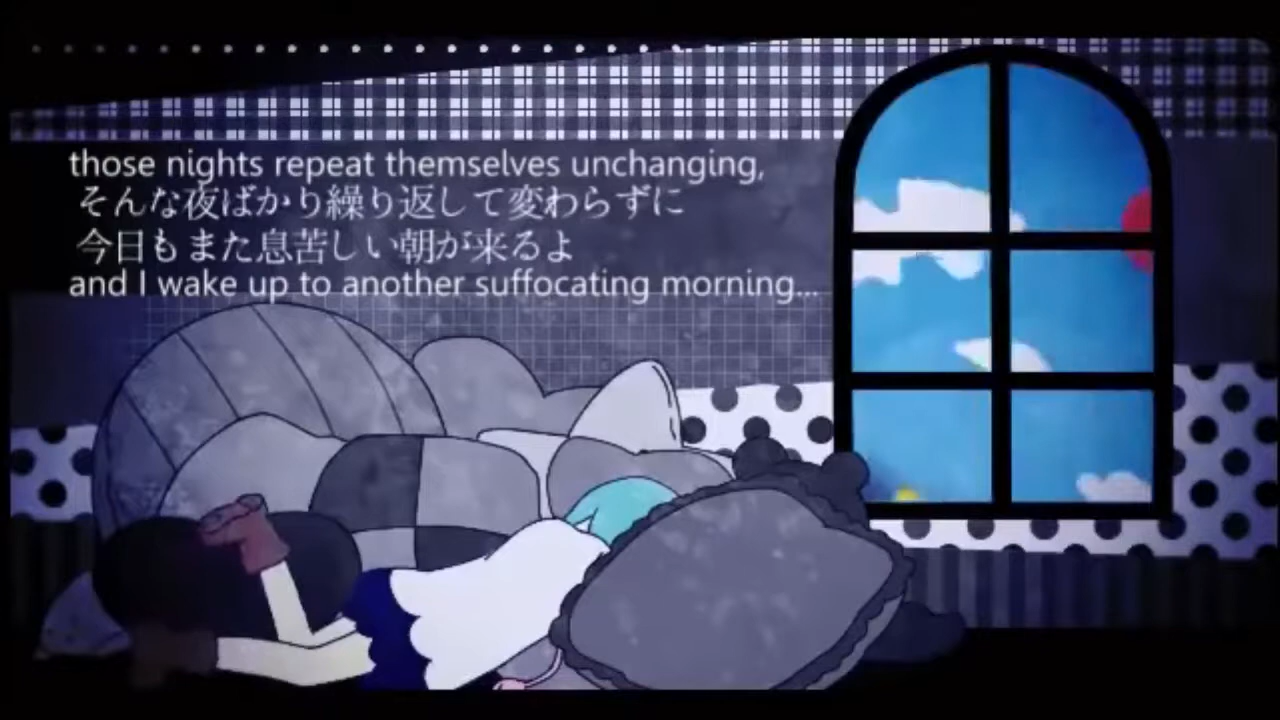 those nights repeat themselves unchanging,
そんな夜ばかり繰り返して変わらずに
今日もまた息苦しい朝が来るよ
and I wake up to another suffocating morning...